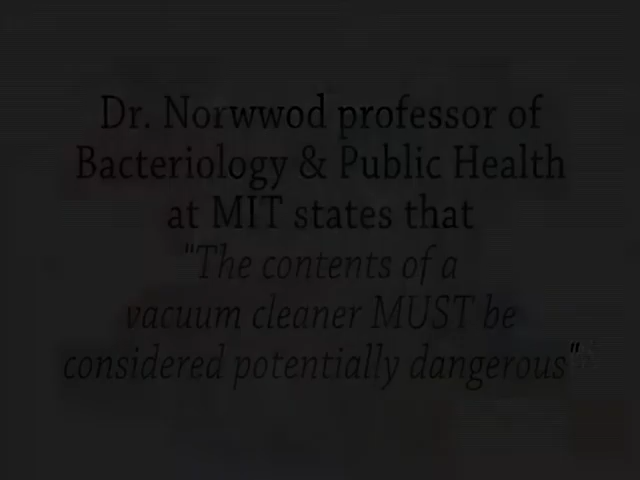 Dr. Norwwod professor of
Bacteriology & Public Health
at MIT states that
"The contents of a
vacuum cleaner MUST be
considered potentially dangerous"